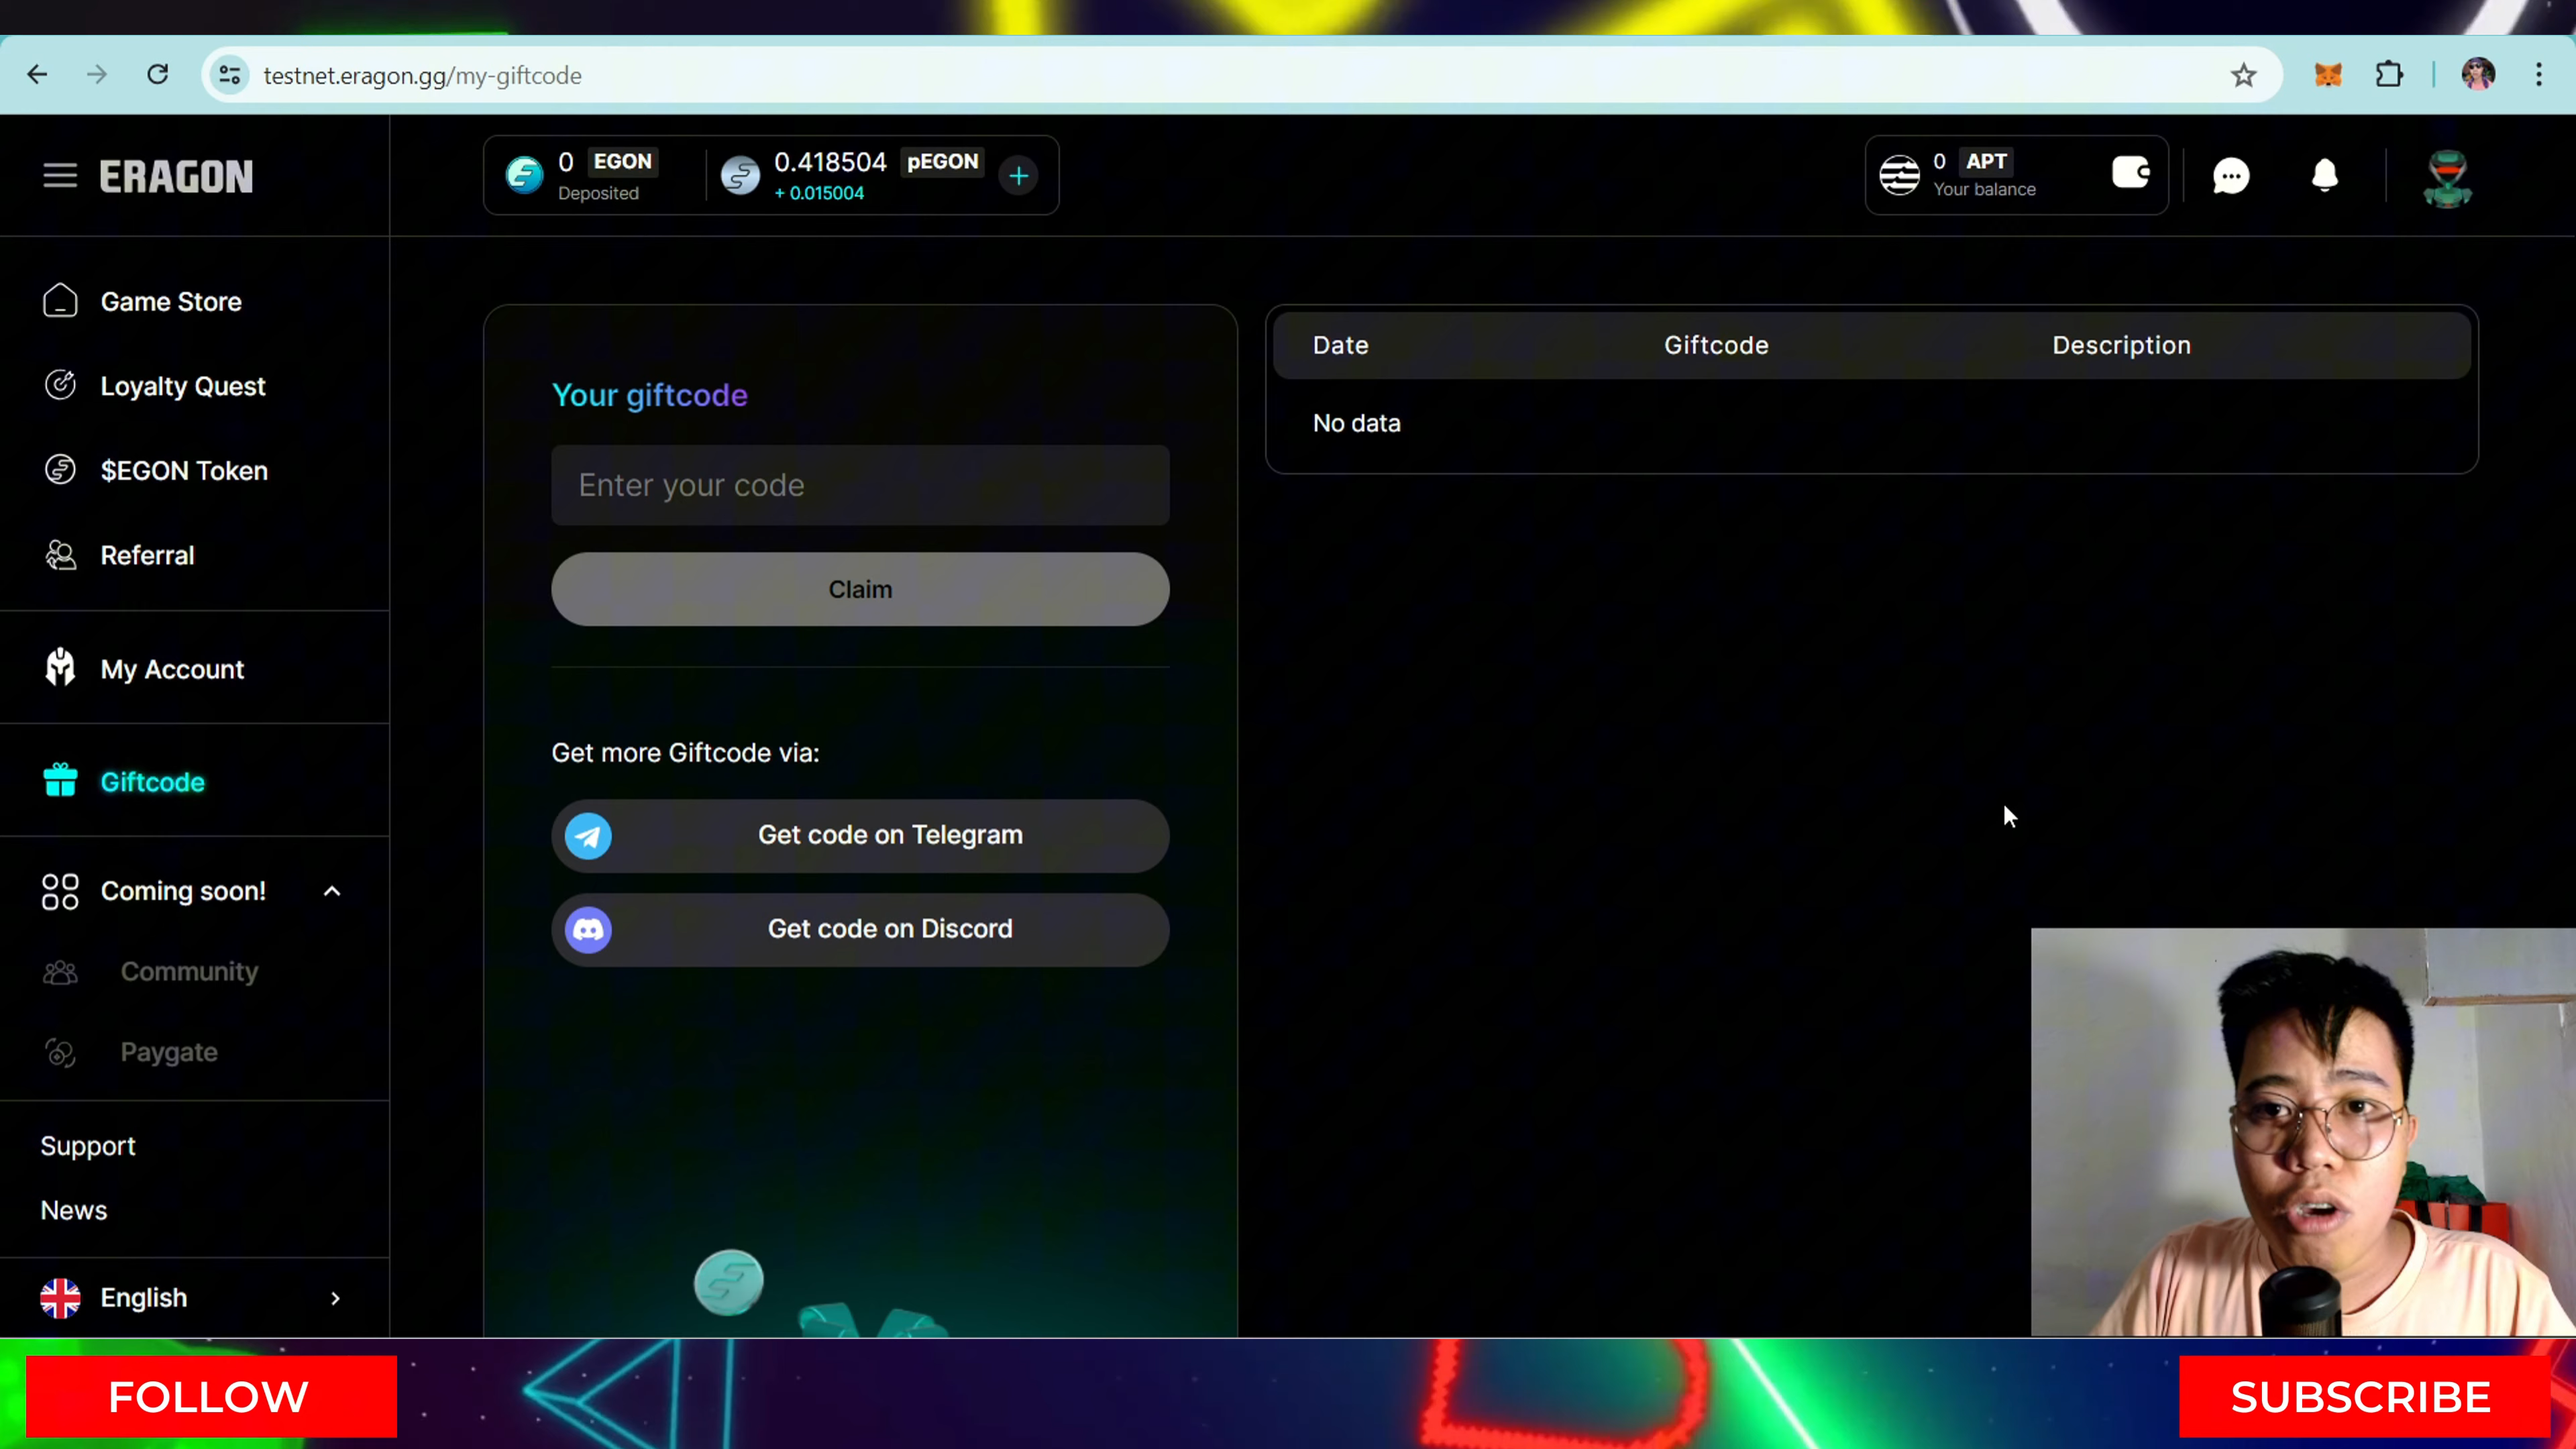 testnet.eragon.gg/my-giftcode
ERAGON
0 EGON
Deposited
0.418504 pEGON
+ 0.015004
0 APT
Your balance
Game Store
Loyalty Quest
$EGON Token
Referral
My Account
Giftcode
Coming soon!
Community
Paygate
Support
News
English
Your giftcode
Enter your code
Claim
Get more Giftcode via:
Get code on Telegram
Get code on Discord
Date Giftcode Description
No data
FOLLOW
SUBSCRIBE